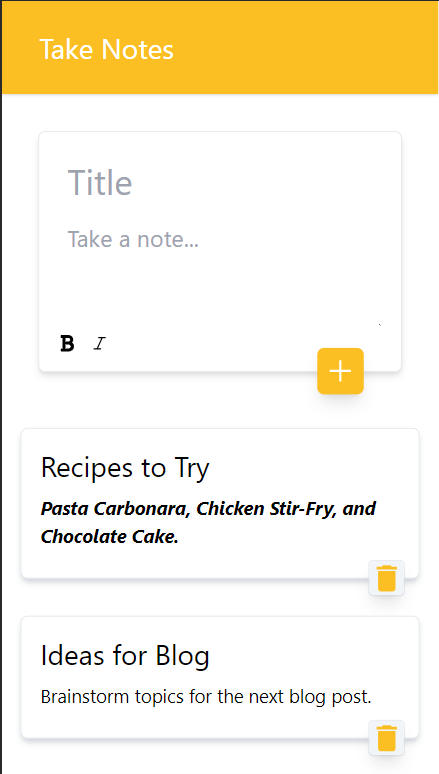 Take Notes
Title
Take a note...
B I
Recipes to Try
Pasta Carbonara, Chicken Stir-Fry, and
Chocolate Cake.
Ideas for Blog
Brainstorm topics for the next blog post.